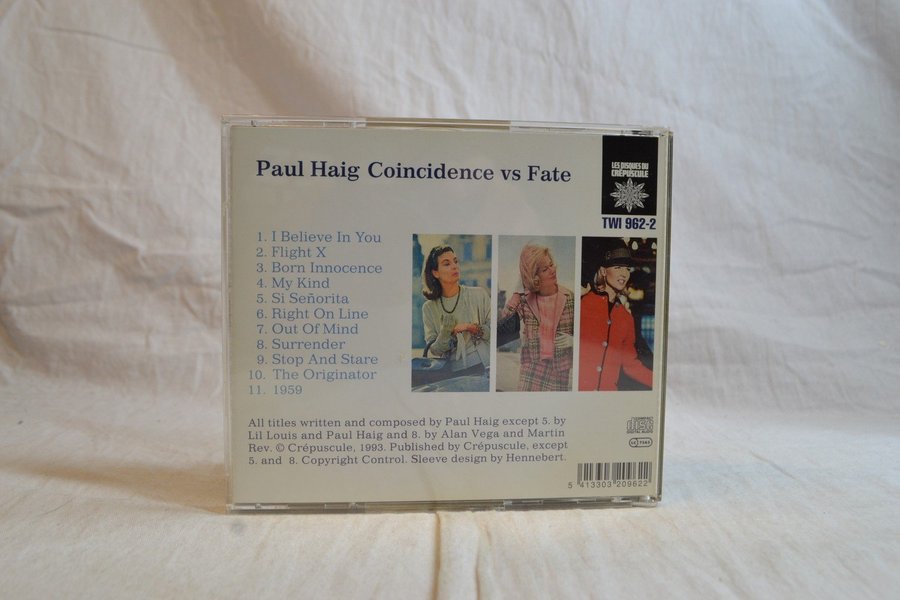 Paul Haig Coincidence vs Fate
LES DISQUES DU
CRÉPUSCULE
TWI 962-2
1. I Believe In You
2. Flight X
3. Born Innocence
4. My Kind
5. Si Señorita
6. Right On Line
7. Out Of Mind
8. Surrender
9. Stop And Stare
10. The Originator
11. 1959
All titles written and composed by Paul Haig except 5. by
Lil Louis and Paul Haig and 8. by Alan Vega and Martin
Rev. © Crépuscule, 1993. Published by Crépuscule, except
5. and 8. Copyright Control. Sleeve design by Hennebert.
COMPACT
disc
DIGITAL AUDIO
5 413303 209622